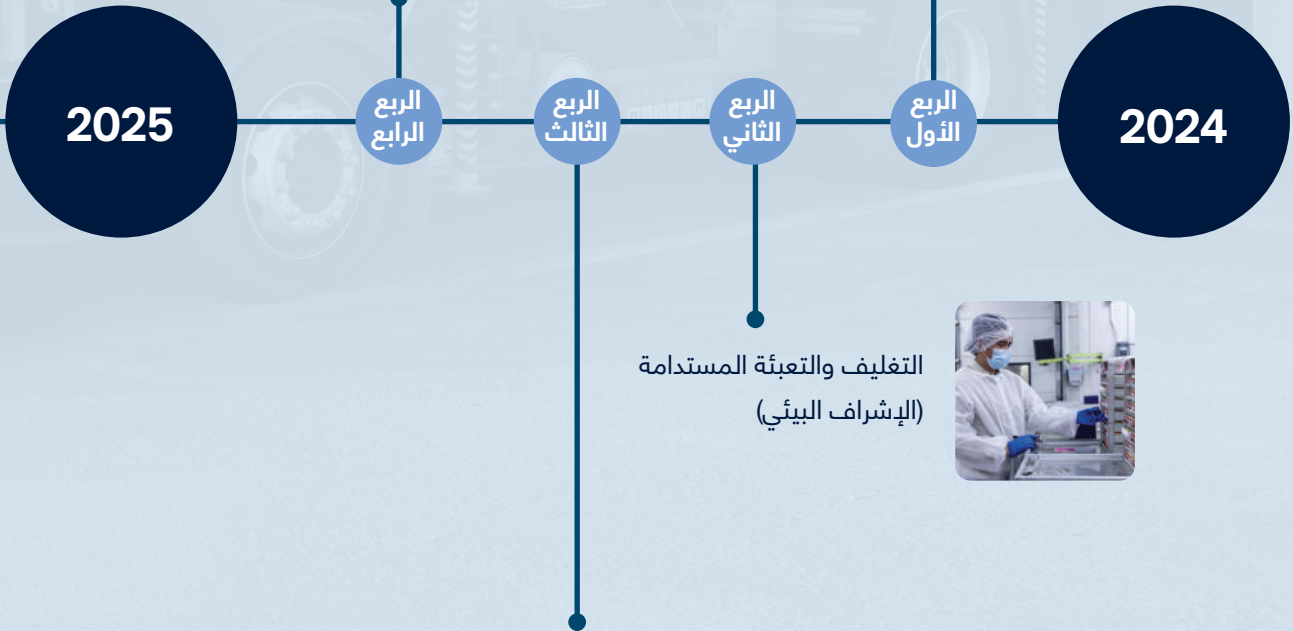 2024
الربع
الأول
الربع
الثاني
الربع
الثالث
الربع
الرابع
2025
التغليف والتعبئة المستدامة
(الإشراف البيئي)